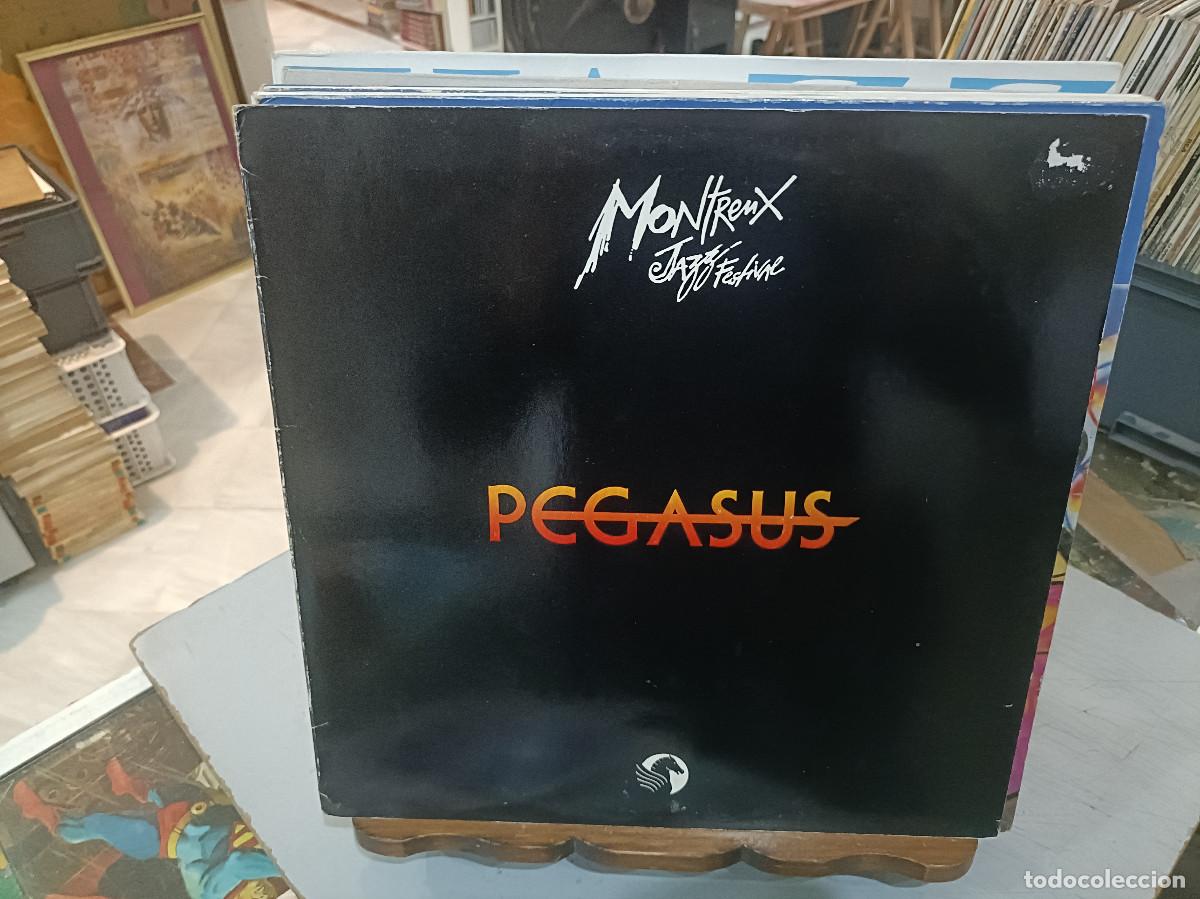 Montreux
Jazz Festival
PEGASUS
todocoleccion